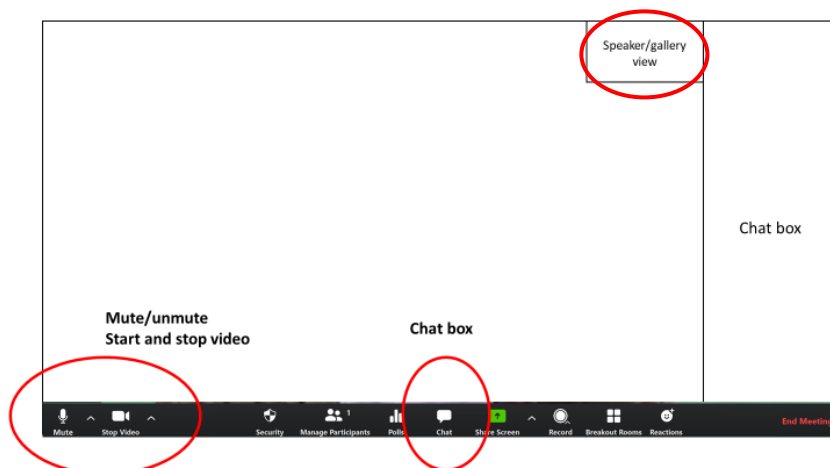 Speaker/gallery
view
Chat box
Mute/unmute
Start and stop video
Chat box
1
Mute Stop Video Security Manage Participants Polls Chat Share Screen Record Breakout Rooms Reactions End Meeting